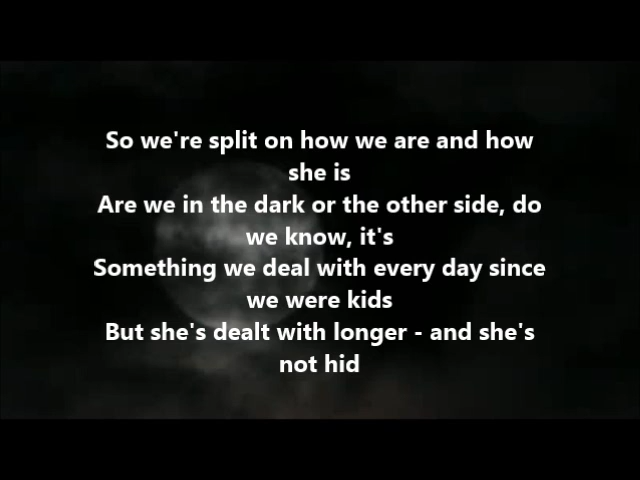 So we're split on how we are and how
she is
Are we in the dark or the other side, do
we know, it's
Something we deal with every day since
we were kids
But she's dealt with longer - and she's
not hid